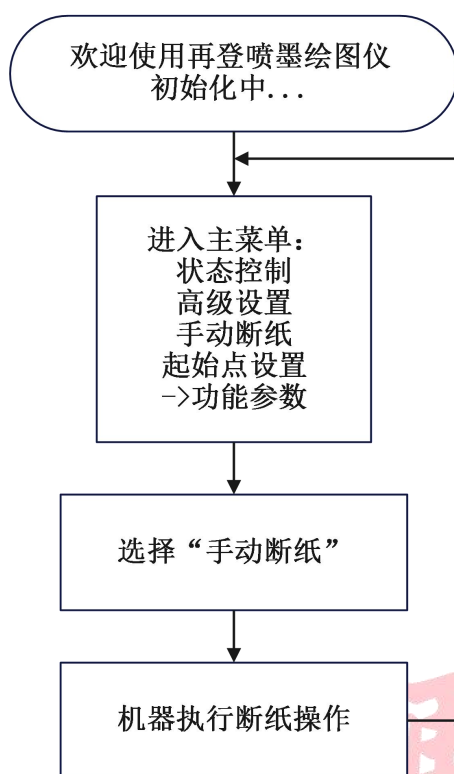 欢迎使用再登喷墨绘图仪
初始化中...
进入主菜单：
状态控制
高级设置
手动断纸
起始点设置
->功能参数
选择“手动断纸”
机器执行断纸操作